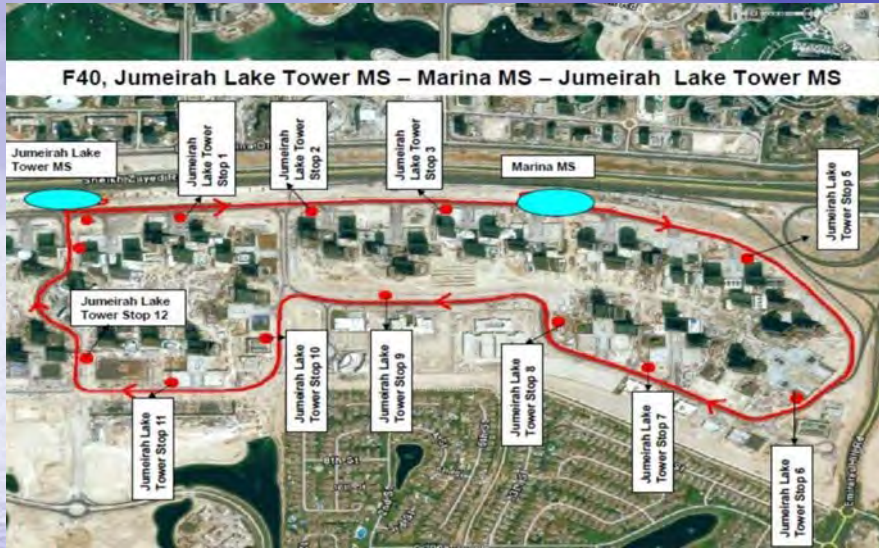 F40, Jumeirah Lake Tower MS – Marina MS – Jumeirah Lake Tower MS
Jumeirah Lake
Tower MS
Jumeirah
Lake Tower
Stop 1
Jumeirah
Lake Tower
Stop 2
Jumeirah
Lake Tower
Stop 3
Marina MS
Jumeirah Lake
Tower Stop 5
Jumeirah Lake
Tower Stop 12
Jumeirah Lake
Tower Stop 11
Jumeirah Lake
Tower Stop 10
Jumeirah Lake
Tower Stop 9
Jumeirah Lake
Tower Stop 8
Jumeirah Lake
Tower Stop 7
Jumeirah Lake
Tower Stop 6